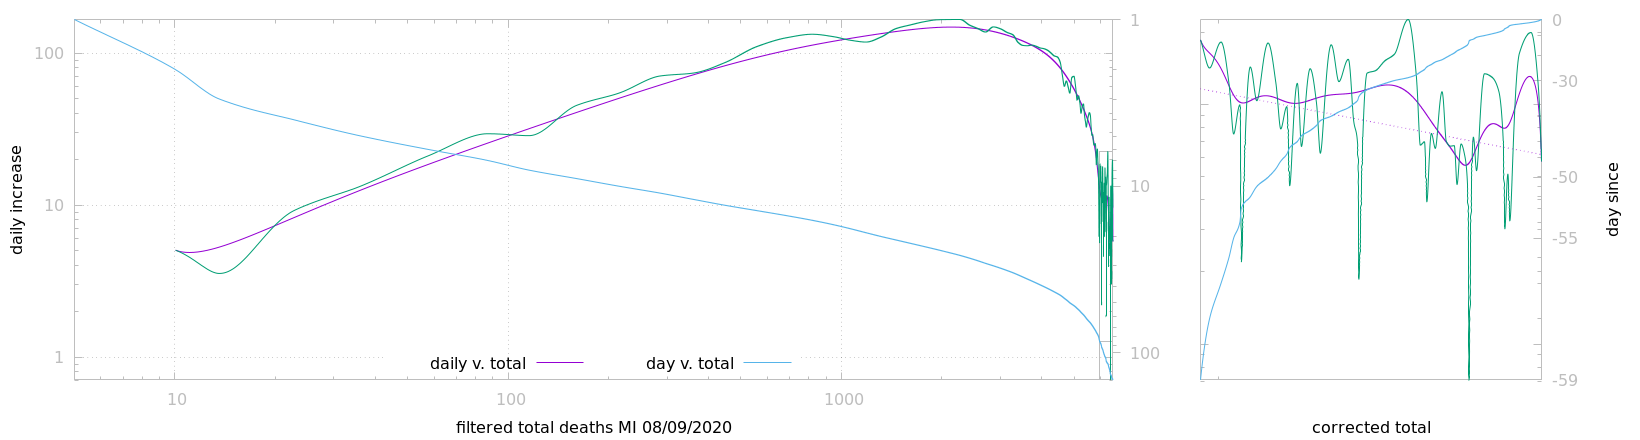 daily increase
100
10
1
10
100
1000
1
10
100
daily v. total
day v. total
filtered total deaths MI 08/09/2020
0
-30
-50
-55
-59
day since
corrected total